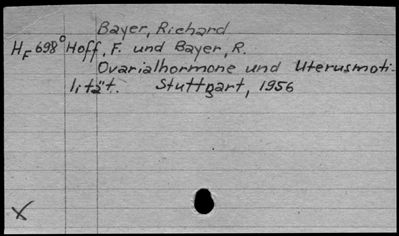 Bayer, Richard
HF 698° Hoff, F. und Bayer, R.
Ovarialhormone und Uterusmoti-
lität. Stuttgart, 1956
X